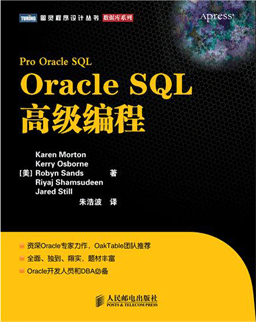 TURING 图灵程序设计丛书 数据库系列
Apress®
Pro Oracle SQL
Oracle SQL
高级编程
Karen Morton
Kerry Osborne
[美] Robyn Sands 著
Riyaj Shamsudeen
Jared Still
朱浩波 译
资深Oracle专家力作,OakTable团队推荐
全面、独到、翔实、题材丰富
Oracle开发人员和DBA必备
人民邮电出版社
POSTS & TELECOM PRESS